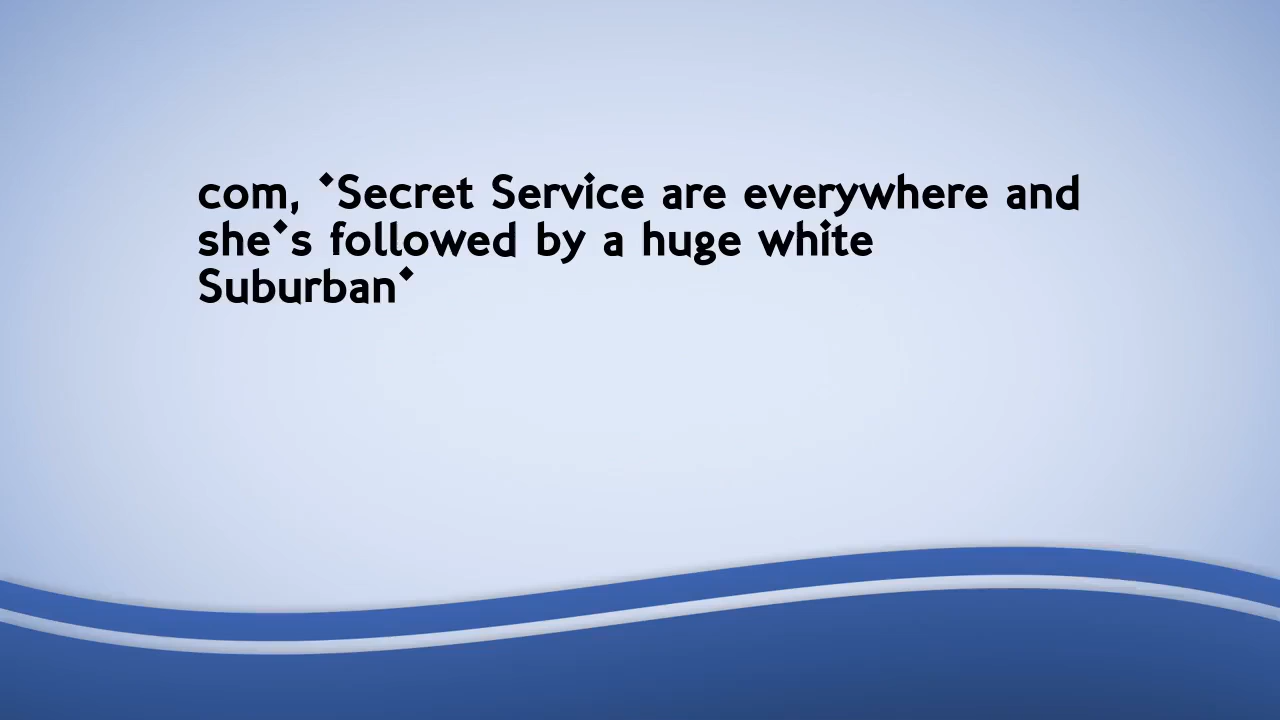 com, ‘Secret Service are everywhere and
she's followed by a huge white
Suburban’